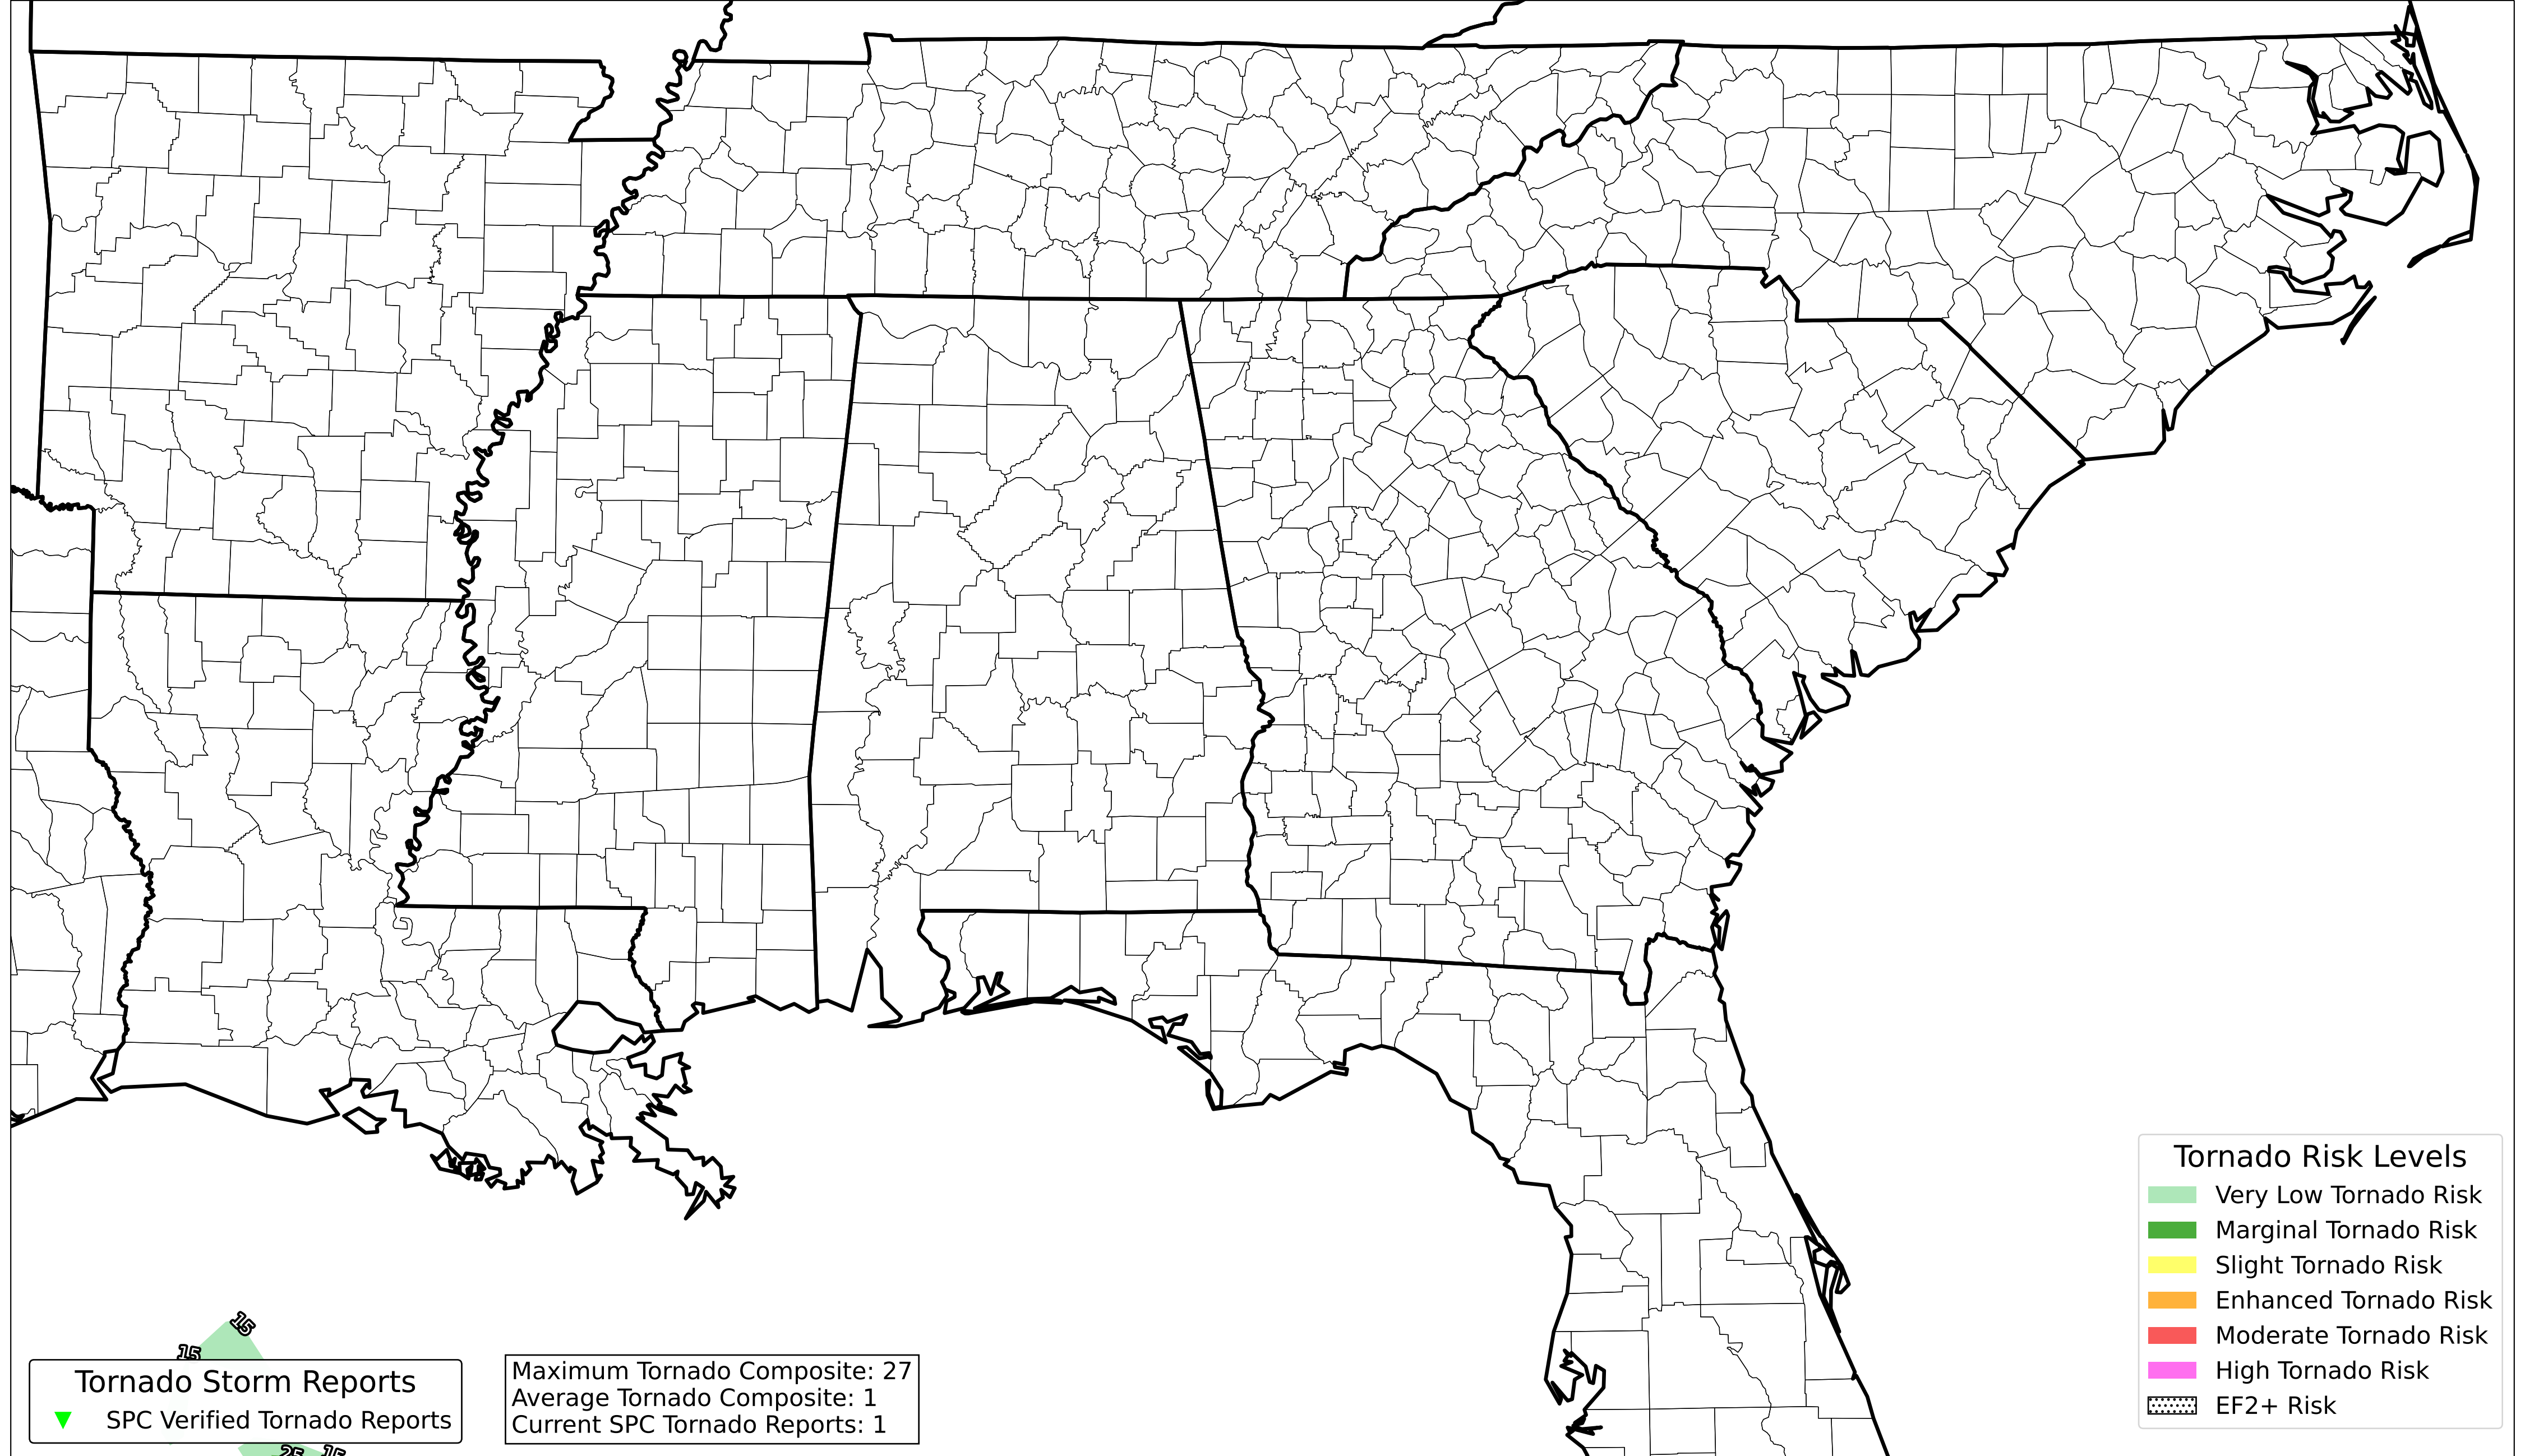 Tornado Risk Levels
Very Low Tornado Risk
Marginal Tornado Risk
Slight Tornado Risk
Enhanced Tornado Risk
Moderate Tornado Risk
High Tornado Risk
EF2+ Risk
15
15
Tornado Storm Reports
SPC Verified Tornado Reports
Maximum Tornado Composite: 27
Average Tornado Composite: 1
Current SPC Tornado Reports: 1
25
15